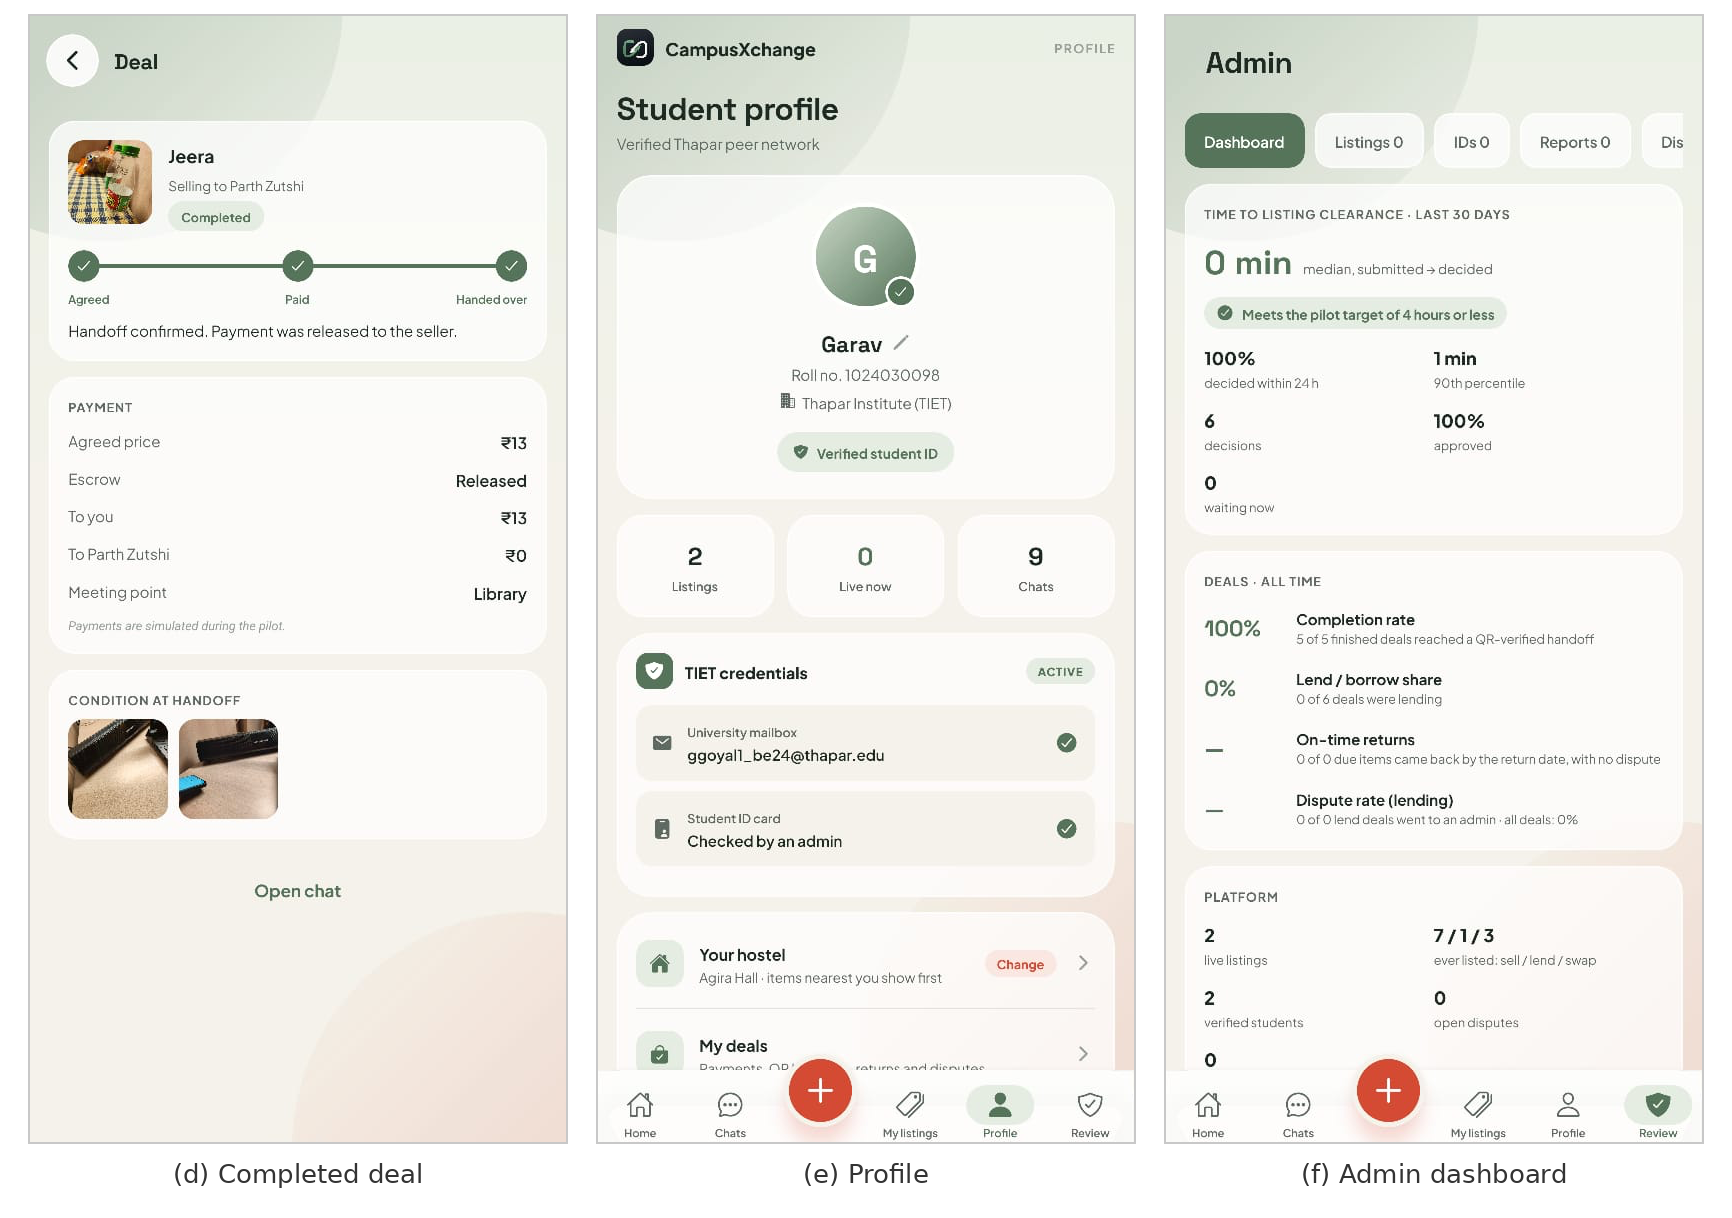 Deal
Jeera
Selling to Parth Zutshi
Completed
Agreed
Paid
Handed over
Handoff confirmed. Payment was released to the seller.
PAYMENT
Agreed price ₹13
Escrow Released
To you ₹13
To Parth Zutshi ₹0
Meeting point Library
Payments are simulated during the pilot.
CONDITION AT HANDOFF
Open chat
(d) Completed deal
CampusXchange
PROFILE
Student profile
Verified Thapar peer network
G
Garav
Roll no. 1024030098
Thapar Institute (TIET)
Verified student ID
2
Listings
0
Live now
9
Chats
TIET credentials
ACTIVE
University mailbox
ggoyal1_be24@thapar.edu
Student ID card
Checked by an admin
Your hostel
Agira Hall · items nearest you show first
Change
My deals
Payments, QR returns and disputes
Home
Chats
My listings
Profile
Review
(e) Profile
Admin
Dashboard
Listings 0
IDs 0
Reports 0
Dis
TIME TO LISTING CLEARANCE · LAST 30 DAYS
0 min median, submitted → decided
Meets the pilot target of 4 hours or less
100%
decided within 24 h
1 min
90th percentile
6
decisions
100%
approved
0
waiting now
DEALS · ALL TIME
100%
Completion rate
5 of 5 finished deals reached a QR-verified handoff
0%
Lend / borrow share
0 of 6 deals were lending
—
On-time returns
0 of 0 due items came back by the return date, with no dispute
—
Dispute rate (lending)
0 of 0 lend deals went to an admin · all deals: 0%
PLATFORM
2
live listings
7 / 1 / 3
ever listed: sell / lend / swap
2
verified students
0
open disputes
0
Home
Chats
My listings
Profile
Review
(f) Admin dashboard